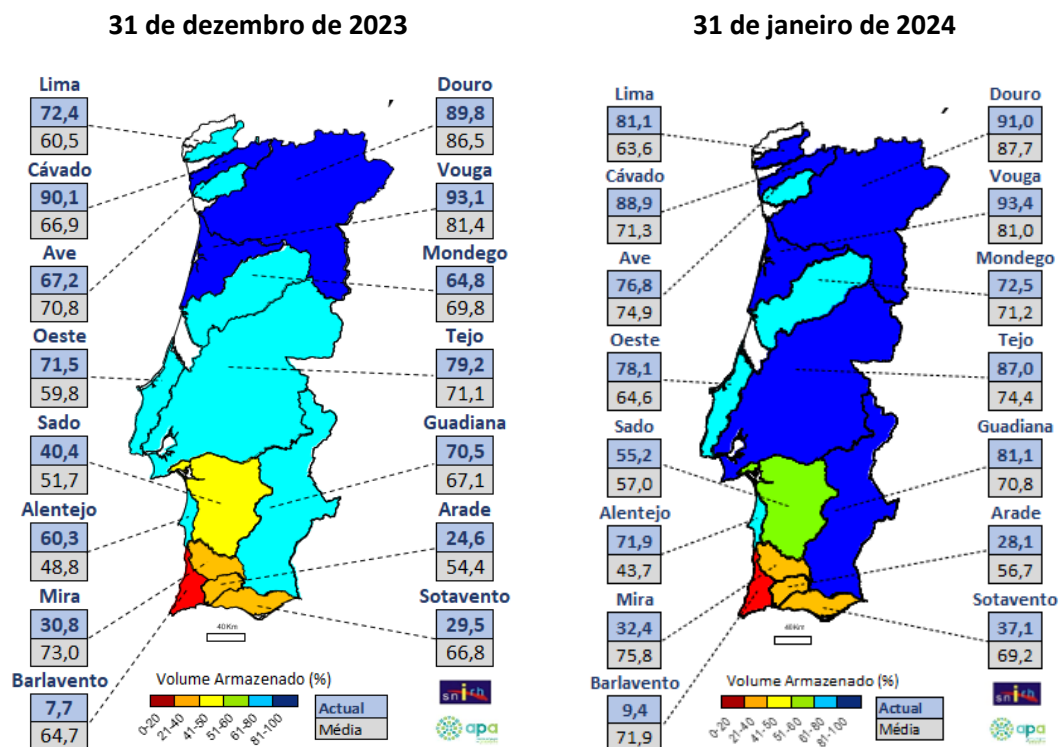 31 de dezembro de 2023
Lima
72,4
60,5
Cávado
90,1
66,9
Ave
67,2
70,8
Oeste
71,5
59,8
Sado
40,4
51,7
Alentejo
60,3
48,8
Mira
30,8
73,0
Barlavento
7,7
64,7
Douro
89,8
86,5
Vouga
93,1
81,4
Mondego
64,8
69,8
Tejo
79,2
71,1
Guadiana
70,5
67,1
Arade
24,6
54,4
Sotavento
29,5
66,8
40Km
Volume Armazenado (%)
0-20
21-40
41-50
51-60
61-80
81-100
Actual
Média
snirh
apa
31 de janeiro de 2024
Lima
81,1
63,6
Cávado
88,9
71,3
Ave
76,8
74,9
Oeste
78,1
64,6
Sado
55,2
57,0
Alentejo
71,9
43,7
Mira
32,4
75,8
Barlavento
9,4
71,9
Douro
91,0
87,7
Vouga
93,4
81,0
Mondego
72,5
71,2
Tejo
87,0
74,4
Guadiana
81,1
70,8
Arade
28,1
56,7
Sotavento
37,1
69,2
40Km
Volume Armazenado (%)
0-20
21-40
41-50
51-60
61-80
81-100
Actual
Média
snirh
apa